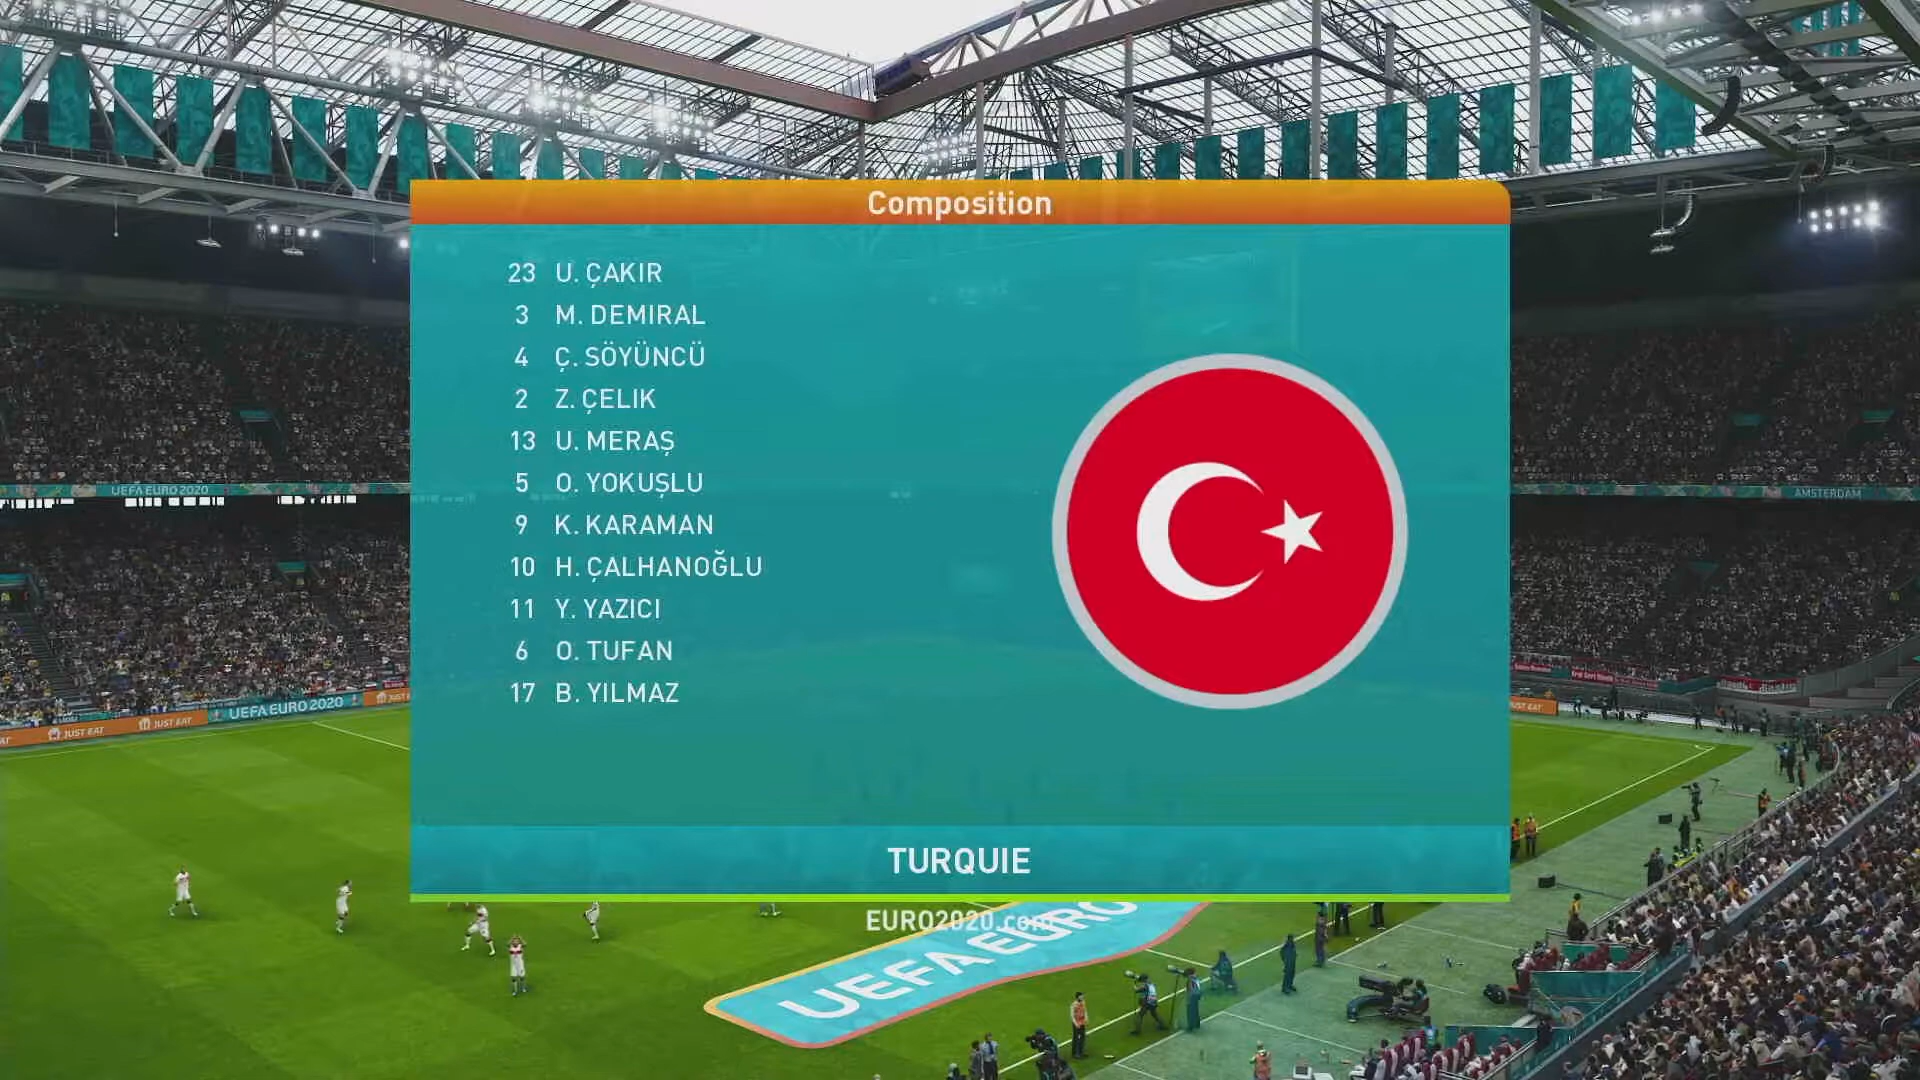 Composition
23 U. ÇAKIR
3 M. DEMIRAL
4 Ç. SÖYÜNCÜ
2 Z. ÇELIK
13 U. MERAŞ
5 O. YOKUŞLU
9 K. KARAMAN
10 H. ÇALHANOĞLU
11 Y. YAZICI
6 O. TUFAN
17 B. YILMAZ
TURQUIE
EURO2020.com
UEFA EURO
UEFA EURO 2020
AMSTERDAM
JUST EAT
JUST EAT
UEFA EURO 2020
JUST